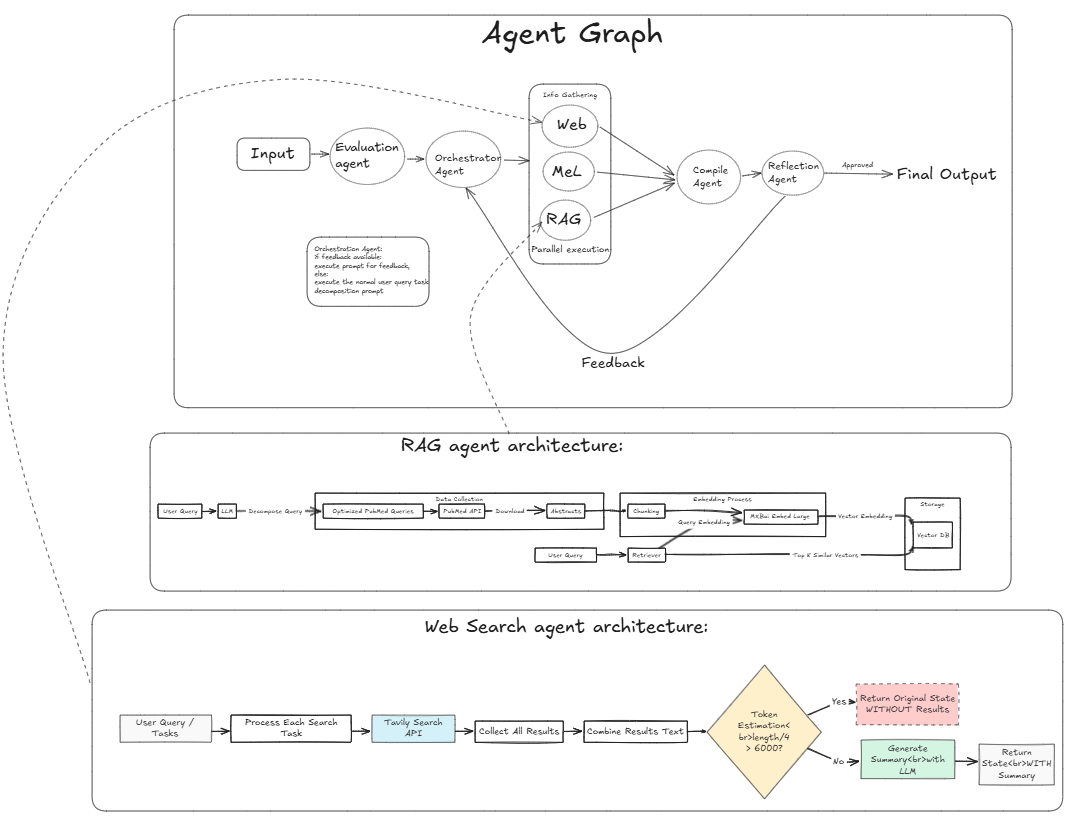 Agent Graph
Info Gathering
Web
Input
Evaluation
agent
Orchestrator
Agent
MeL
Compile
Agent
Reflection
Agent
Approved
Final Output
RAG
Parallel execution
Orchestration Agent:
if feedback available:
execute prompt for feedback,
else:
execute the normal user query task
decomposition prompt
Feedback
RAG agent architecture:
User Query
LLM
Decompose Query
Data Collection
Optimized PubMed Queries
PubMed API
Download
Abstracts
Embedding Process
Chunking
Query Embedding
MXBai Embed Large
Vector Embedding
Storage
Vector DB
User Query
Retriever
Top K Similar Vectors
Web Search agent architecture:
User Query /
Tasks
Process Each Search
Task
Tavily Search
API
Collect All Results
Combine Results Text
Token
Estimation<
br>length/4
> 6000?
Yes
Return Original State
WITHOUT Results
No
Generate
Summary<br>with
LLM
Return
State<br>WITH
Summary